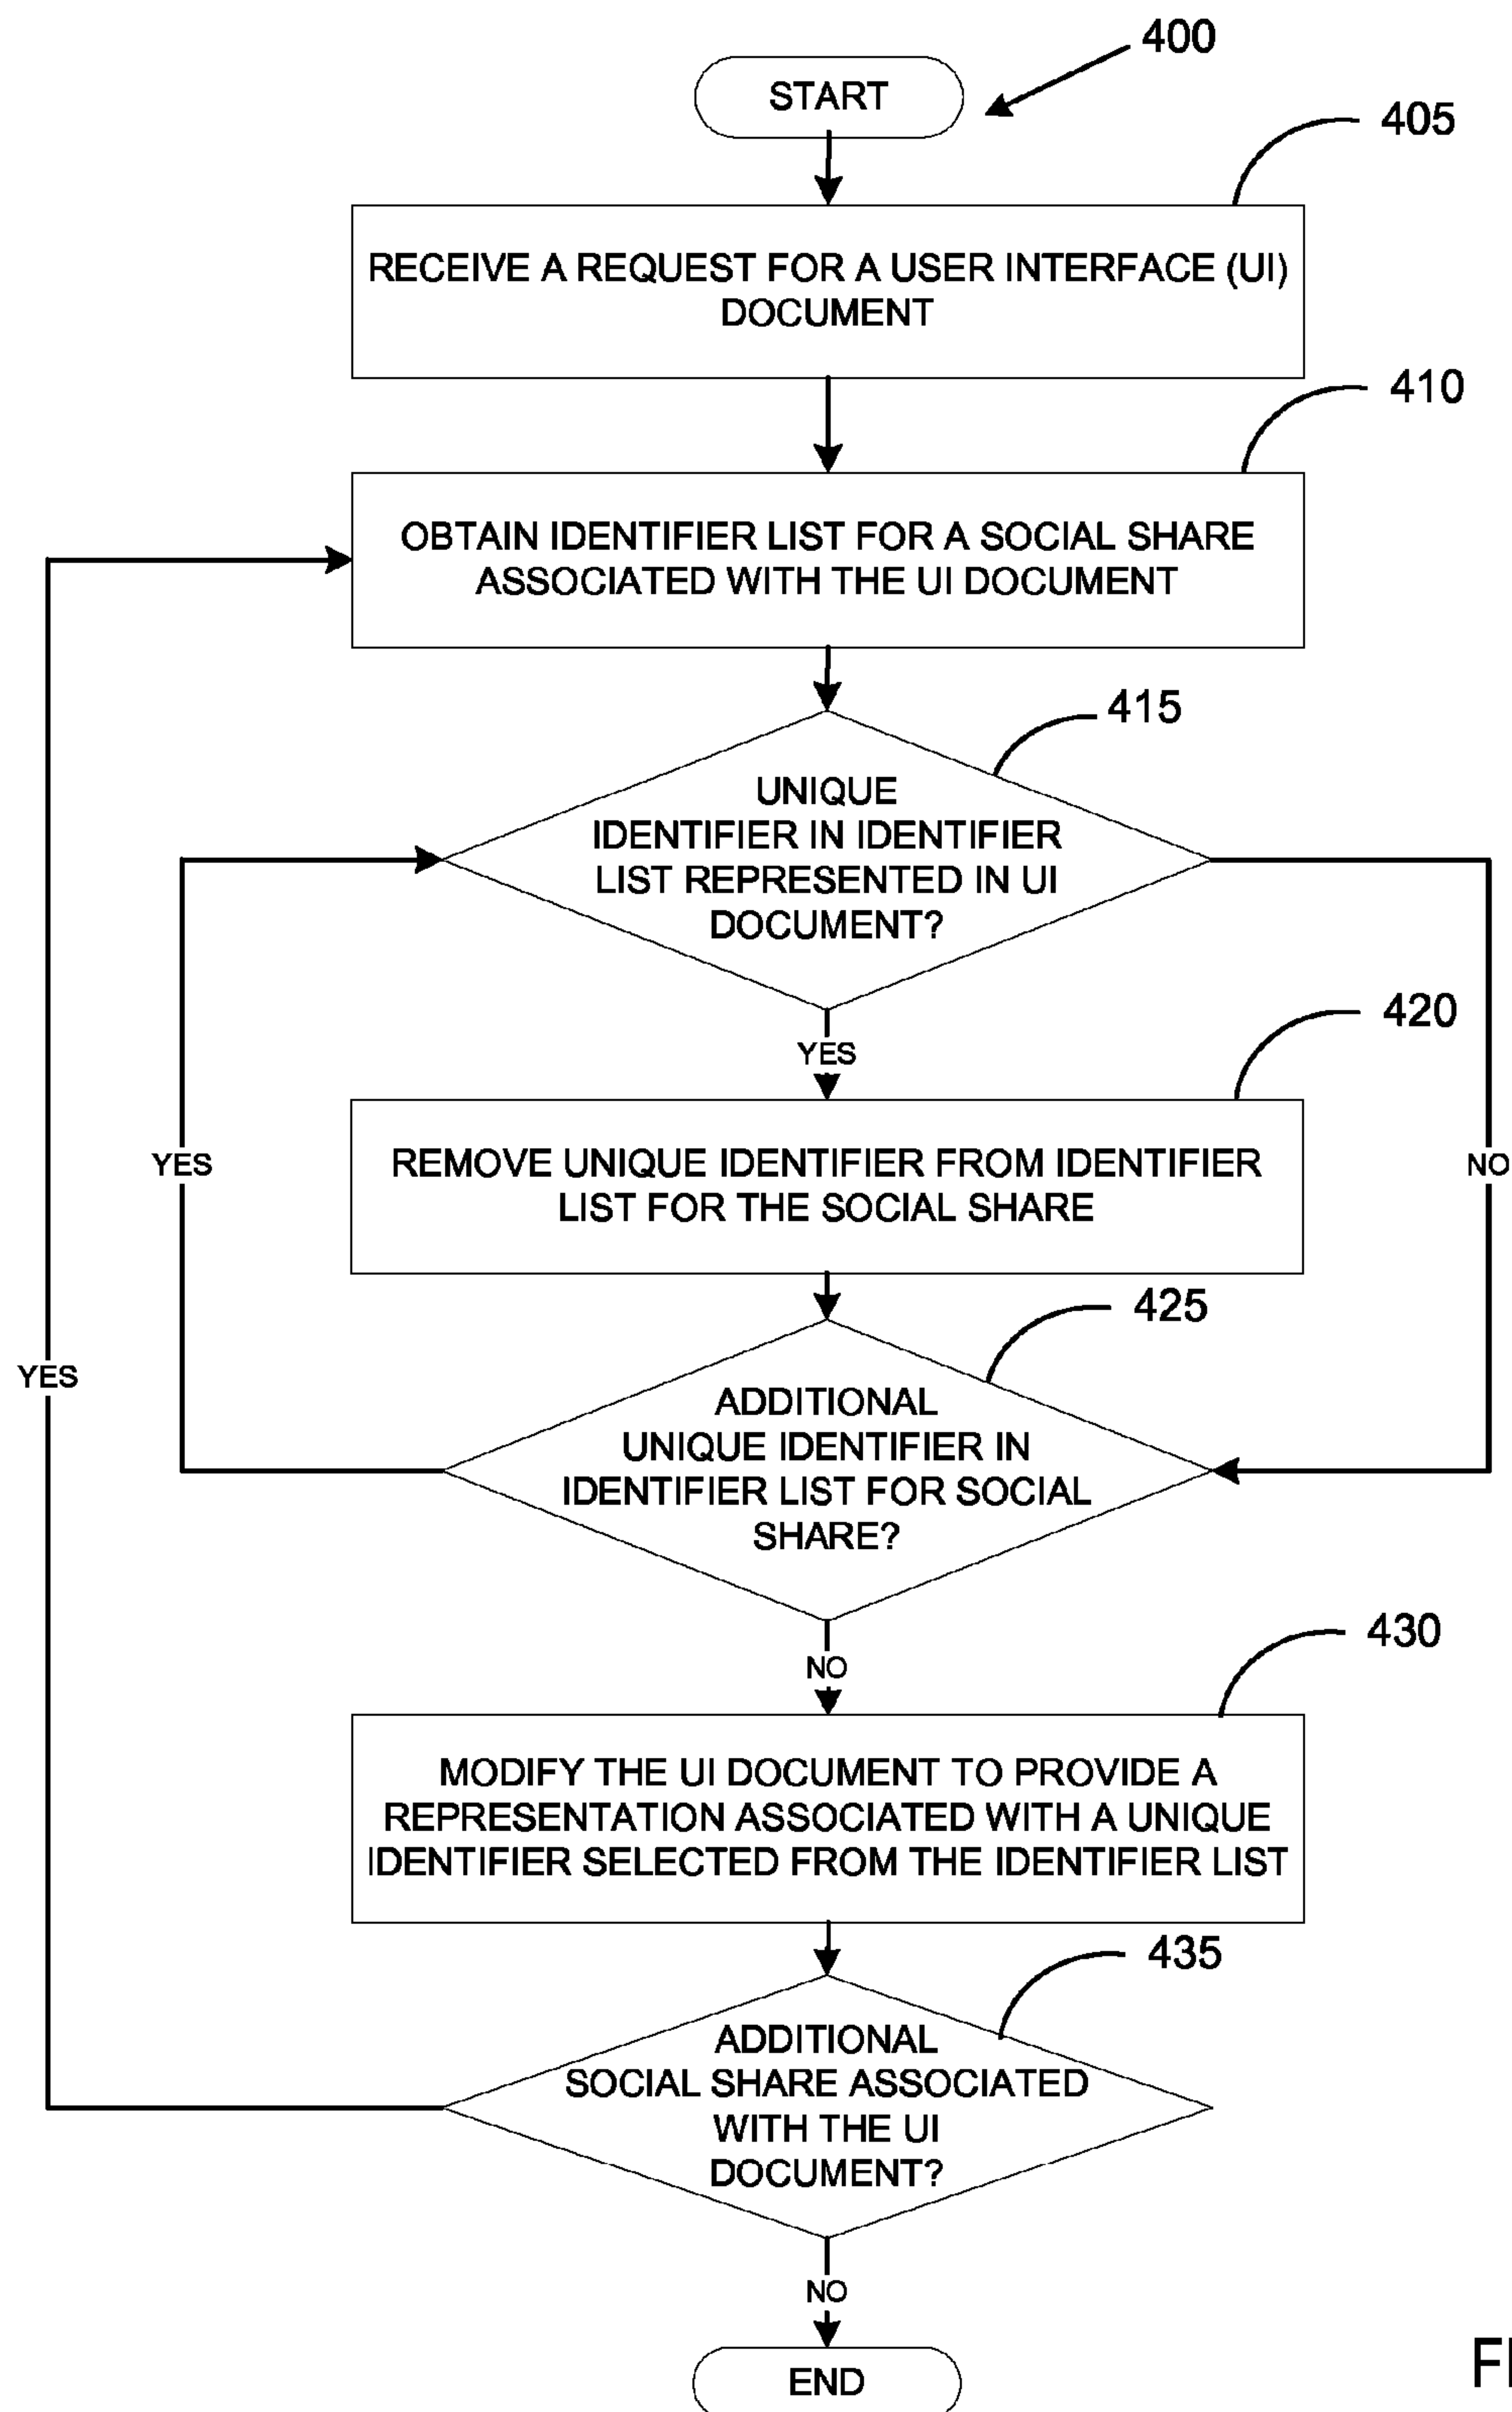 400
START
405
RECEIVE A REQUEST FOR A USER INTERFACE (UI)
DOCUMENT
410
OBTAIN IDENTIFIER LIST FOR A SOCIAL SHARE
ASSOCIATED WITH THE UI DOCUMENT
415
UNIQUE
IDENTIFIER IN IDENTIFIER
LIST REPRESENTED IN UI
DOCUMENT?
420
YES
REMOVE UNIQUE IDENTIFIER FROM IDENTIFIER
LIST FOR THE SOCIAL SHARE
YES
NO
425
YES
ADDITIONAL
UNIQUE IDENTIFIER IN
IDENTIFIER LIST FOR SOCIAL
SHARE?
430
NO
MODIFY THE UI DOCUMENT TO PROVIDE A
REPRESENTATION ASSOCIATED WITH A UNIQUE
IDENTIFIER SELECTED FROM THE IDENTIFIER LIST
435
ADDITIONAL
SOCIAL SHARE ASSOCIATED
WITH THE UI
DOCUMENT?
NO
END